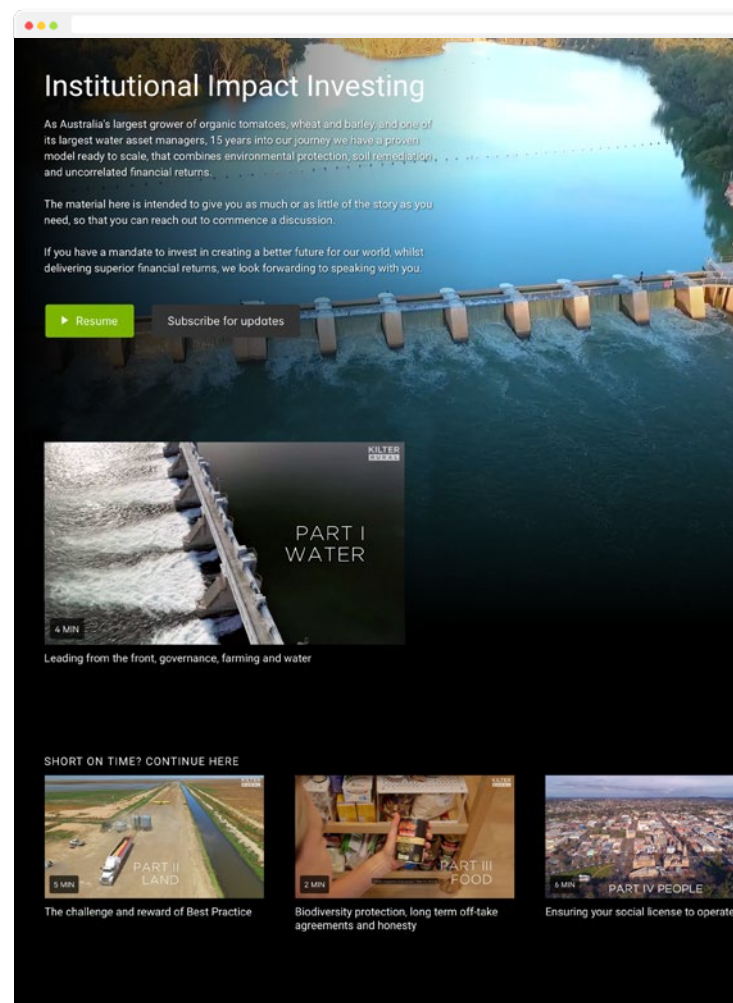 Institutional Impact Investing
As Australia's largest grower of organic tomatoes, wheat and barley, and one of
its largest water asset managers, 15 years into our journey we have a proven
model ready to scale, that combines environmental protection, soil remediation,
and uncorrelated financial returns.
The material here is intended to give you as much or as little of the story as you
need, so that you can reach out to commence a discussion.
If you have a mandate to invest in creating a better future for our world, whilst
delivering superior financial returns, we look forwarding to speaking with you.
Resume
Subscribe for updates
KILTER
RURAL
PART I
WATER
4 MIN
Leading from the front, governance, farming and water
SHORT ON TIME? CONTINUE HERE
KILTER
RURAL
PART II
LAND
5 MIN
The challenge and reward of Best Practice
KILTER
RURAL
PART III
FOOD
2 MIN
Biodiversity protection, long term off-take
agreements and honesty
PART IV PEOPLE
6 MIN
Ensuring your social license to operate